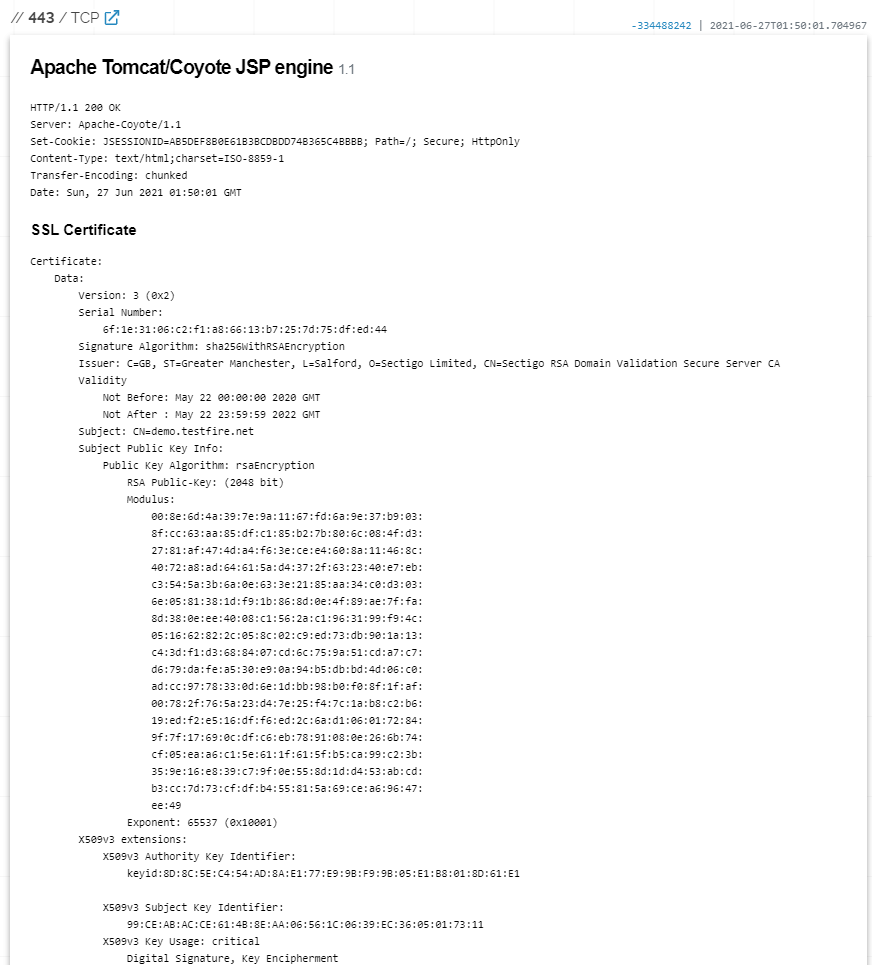 // 443 / TCP
-334488242 | 2021-06-27T01:50:01.704967
Apache Tomcat/Coyote JSP engine 1.1
HTTP/1.1 200 OK
Server: Apache-Coyote/1.1
Set-Cookie: JSESSIONID=AB5DEF8B0E61B3BCDBDD74B365C4BBBB; Path=/; Secure; HttpOnly
Content-Type: text/html;charset=ISO-8859-1
Transfer-Encoding: chunked
Date: Sun, 27 Jun 2021 01:50:01 GMT
SSL Certificate
Certificate:
Data:
Version: 3 (0x2)
Serial Number:
6f:1e:31:06:c2:f1:a8:66:13:b7:25:7d:75:df:ed:44
Signature Algorithm: sha256WithRSAEncryption
Issuer: C=GB, ST=Greater Manchester, L=Salford, O=Sectigo Limited, CN=Sectigo RSA Domain Validation Secure Server CA
Validity
Not Before: May 22 00:00:00 2020 GMT
Not After : May 22 23:59:59 2022 GMT
Subject: CN=demo.testfire.net
Subject Public Key Info:
Public Key Algorithm: rsaEncryption
RSA Public-Key: (2048 bit)
Modulus:
00:8e:6d:4a:39:7e:9a:11:67:fd:6a:9e:37:b9:03:
8f:cc:63:aa:85:df:c1:85:b2:7b:80:6c:08:4f:d3:
27:81:af:47:4d:a4:f6:3e:ce:e4:60:8a:11:46:8c:
40:72:a8:ad:64:61:5a:d4:37:2f:63:23:40:e7:eb:
c3:54:5a:3b:6a:0e:63:3e:21:85:aa:34:c0:d3:03:
6e:05:81:38:1d:f9:1b:86:8d:0e:4f:89:ae:7f:fa:
8d:38:0e:ee:40:08:c1:56:2a:c1:96:31:99:f9:4c:
05:16:62:82:2c:05:8c:02:c9:ed:73:db:90:1a:13:
c4:3d:f1:d3:68:84:07:cd:6c:75:9a:51:cd:a7:c7:
d6:79:da:fe:a5:30:e9:0a:94:b5:db:bd:4d:06:c0:
ad:cc:97:78:33:0d:6e:1d:bb:98:b0:f0:8f:1f:af:
00:78:2f:76:5a:23:d4:7e:25:f4:7c:1a:b8:c2:b6:
19:ed:f2:e5:16:df:f6:ed:2c:6a:d1:06:01:72:84:
9f:7f:17:69:0c:df:c6:eb:78:91:08:0e:26:6b:74:
cf:05:ea:a6:c1:5e:61:1f:61:5f:b5:ca:99:c2:3b:
35:9e:16:e8:39:c7:9f:0e:55:8d:1d:d4:53:ab:cd:
b3:cc:7d:73:cf:df:b4:55:81:5a:69:ce:a6:96:47:
ee:49
Exponent: 65537 (0x10001)
X509v3 extensions:
X509v3 Authority Key Identifier:
keyid:8D:8C:5E:C4:54:AD:8A:E1:77:E9:9B:F9:9B:05:E1:B8:01:8D:61:E1
X509v3 Subject Key Identifier:
99:CE:AB:AC:CE:61:4B:8E:AA:06:56:1C:06:39:EC:36:05:01:73:11
X509v3 Key Usage: critical
Digital Signature, Key Encipherment